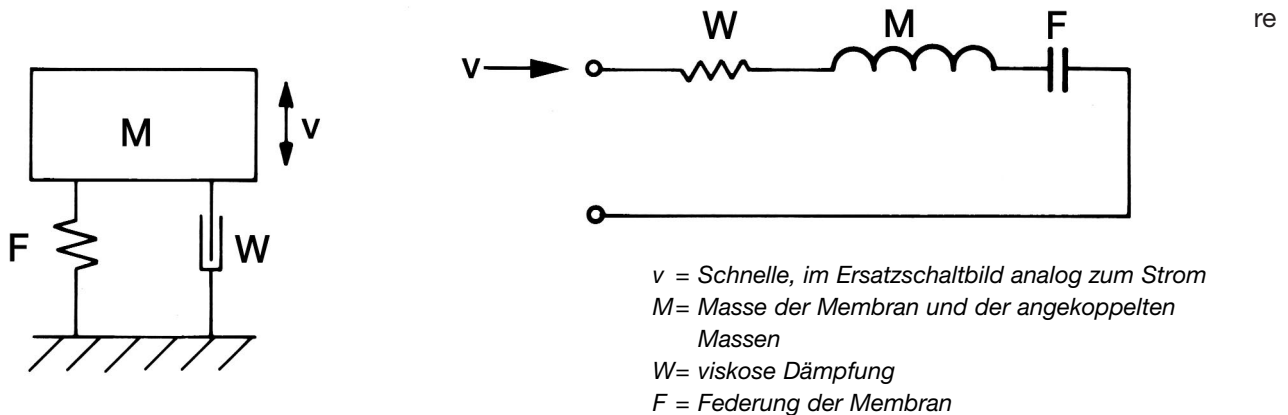 W
M
F
re
v
M
v
F
W
v = Schnelle, im Ersatzschaltbild analog zum Strom
M= Masse der Membran und der angekoppelten
Massen
W= viskose Dämpfung
F = Federung der Membran